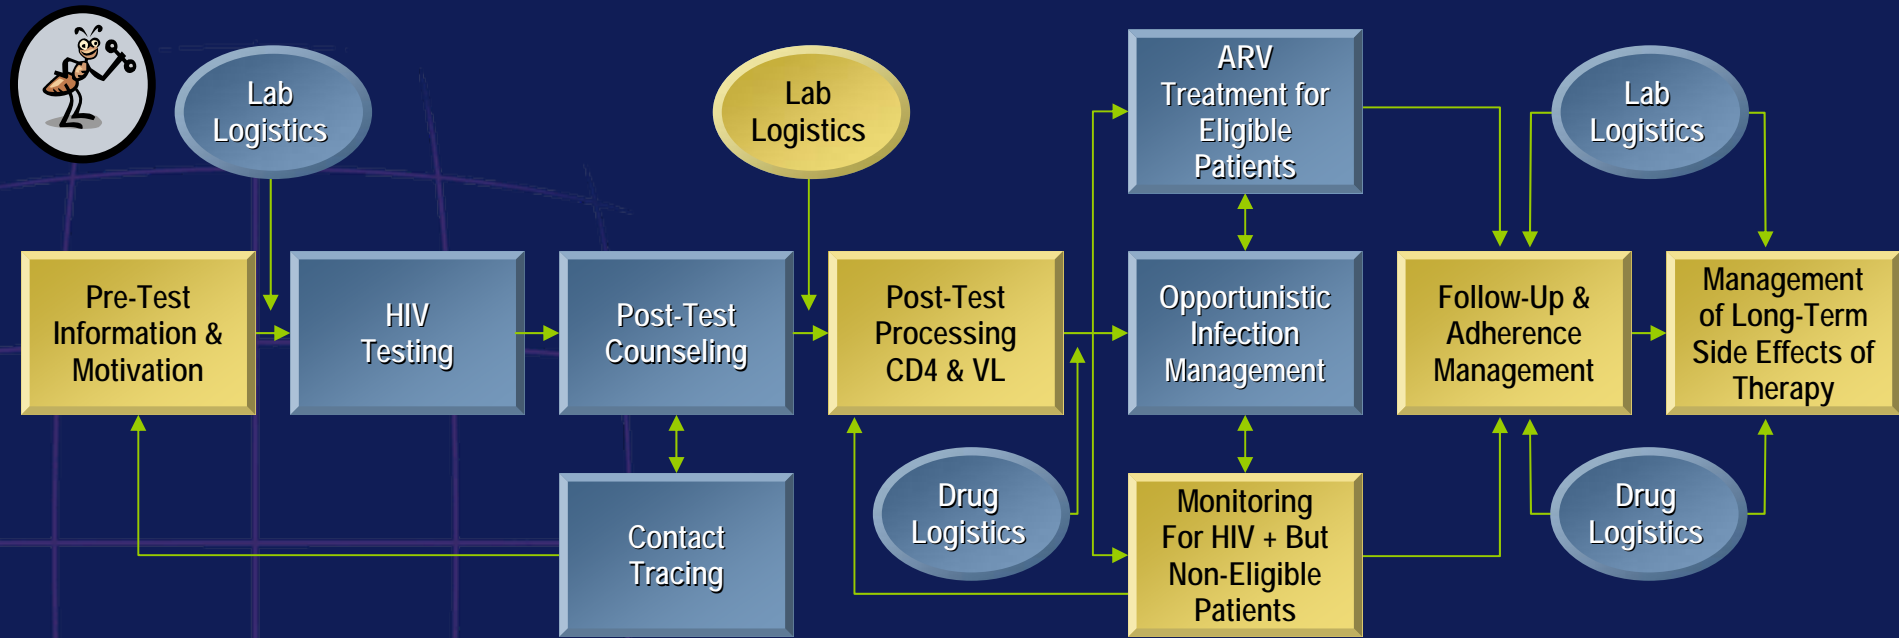 Lab
Logistics
Lab
Logistics
ARV
Treatment for
Eligible
Patients
Lab
Logistics
Pre-Test
Information &
Motivation
HIV
Testing
Post-Test
Counseling
Post-Test
Processing
CD4 & VL
Opportunistic
Infection
Management
Follow-Up &
Adherence
Management
Management
of Long-Term
Side Effects of
Therapy
Contact
Tracing
Drug
Logistics
Monitoring
For HIV + But
Non-Eligible
Patients
Drug
Logistics